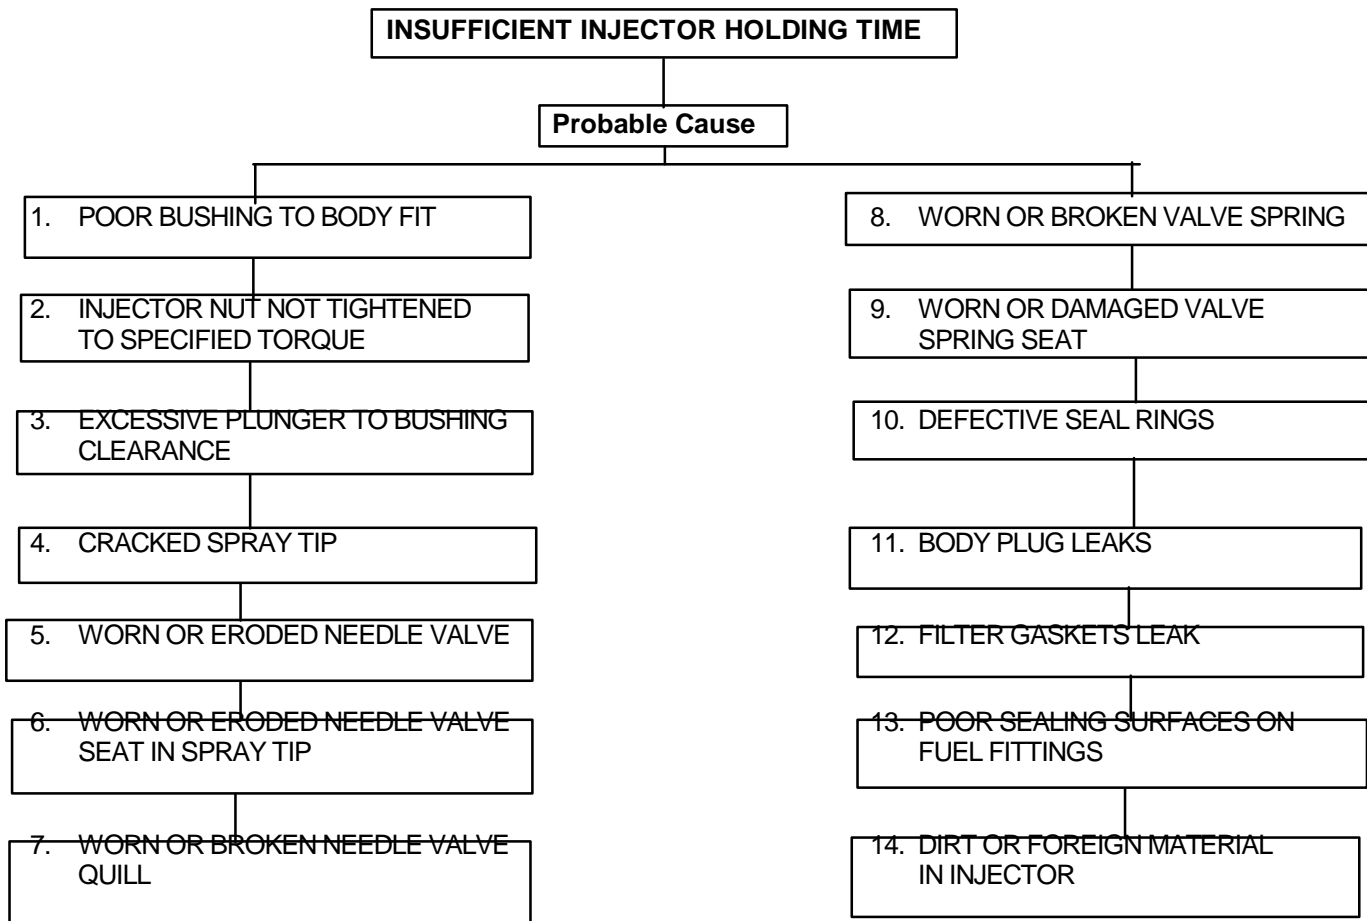 INSUFFICIENT INJECTOR HOLDING TIME
Probable Cause
1. POOR BUSHING TO BODY FIT
2. INJECTOR NUT NOT TIGHTENED
TO SPECIFIED TORQUE
3. EXCESSIVE PLUNGER TO BUSHING
CLEARANCE
4. CRACKED SPRAY TIP
5. WORN OR ERODED NEEDLE VALVE
6. WORN OR ERODED NEEDLE VALVE
SEAT IN SPRAY TIP
7. WORN OR BROKEN NEEDLE VALVE
QUILL
8. WORN OR BROKEN VALVE SPRING
9. WORN OR DAMAGED VALVE
SPRING SEAT
10. DEFECTIVE SEAL RINGS
11. BODY PLUG LEAKS
12. FILTER GASKETS LEAK
13. POOR SEALING SURFACES ON
FUEL FITTINGS
14. DIRT OR FOREIGN MATERIAL
IN INJECTOR